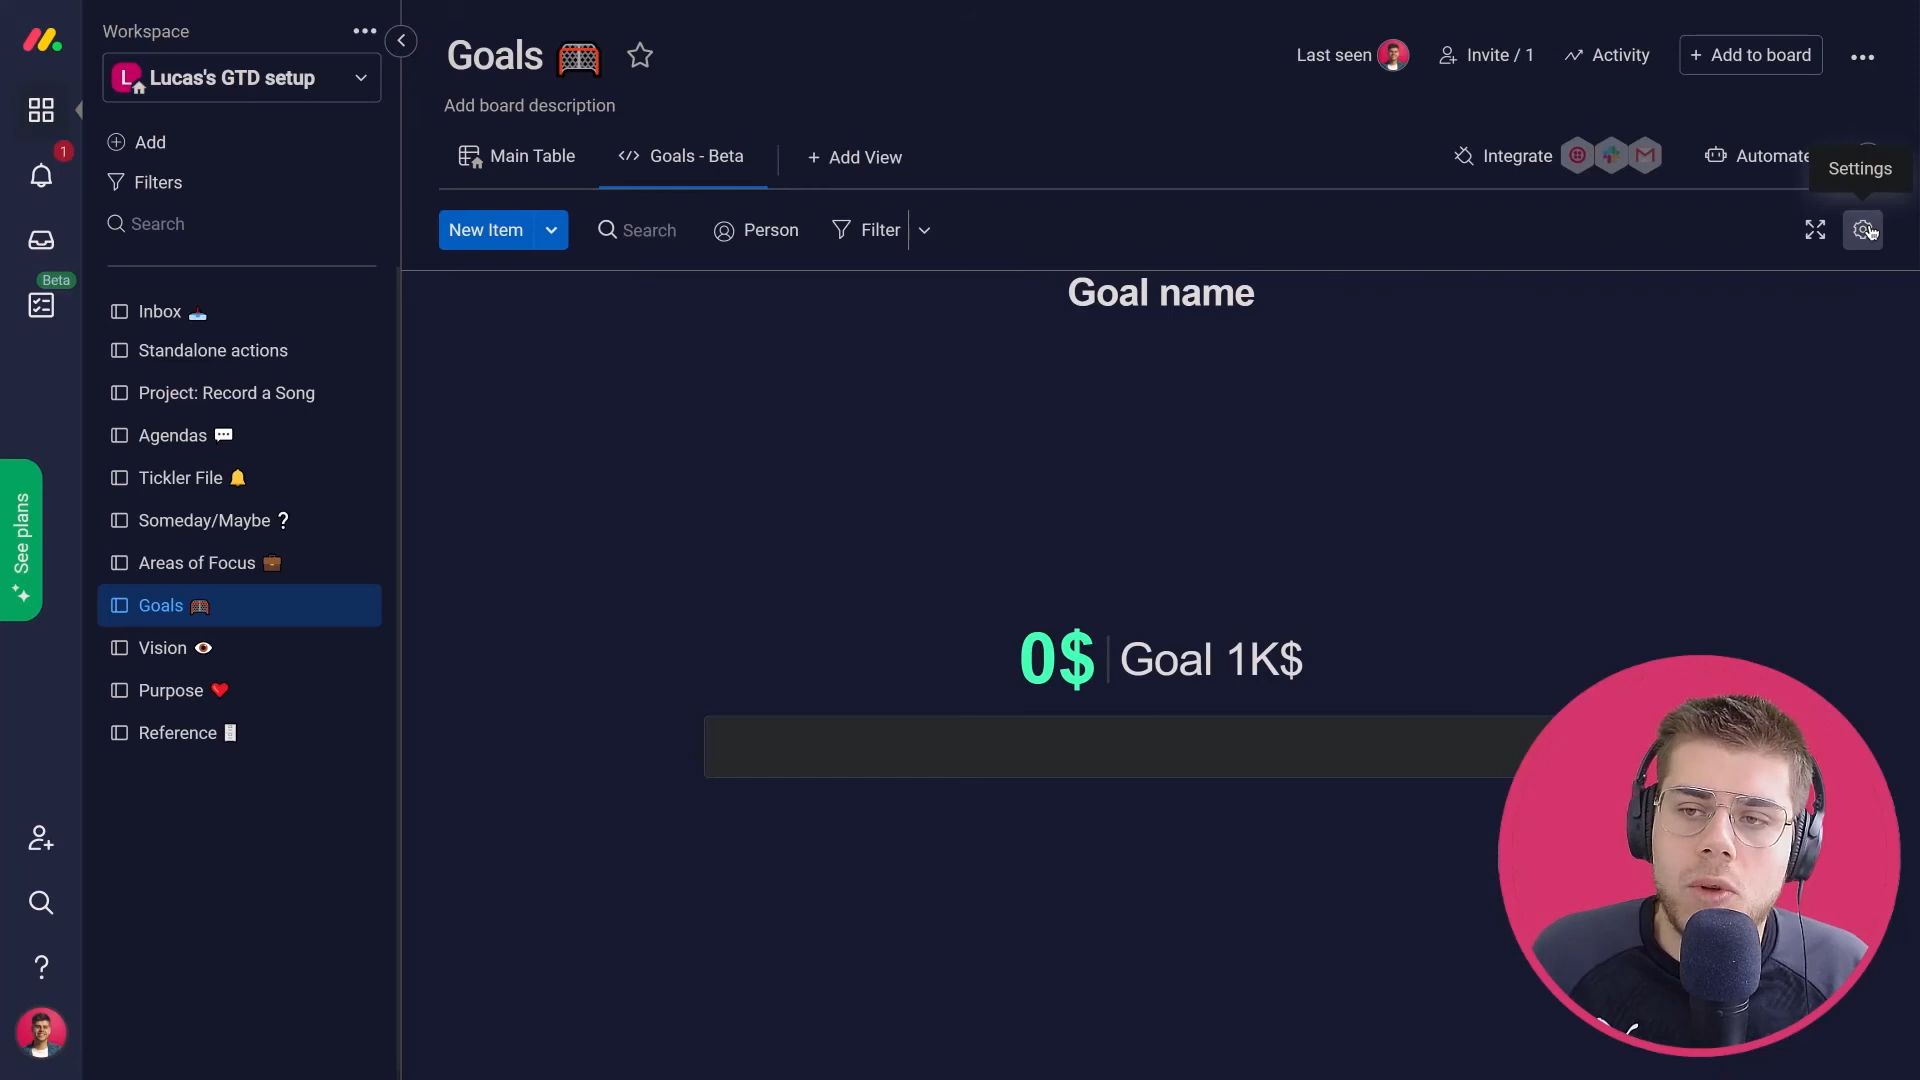 Workspace
L Lucas's GTD setup
Add
Filters
Search
1
Beta
See plans
Inbox
Standalone actions
Project: Record a Song
Agendas
Tickler File
Someday/Maybe ?
Areas of Focus
Goals
Vision
Purpose
Reference
?
Goals
Last seen
Invite / 1
Activity
+ Add to board
Add board description
Main Table
Goals - Beta
+ Add View
Integrate
Automate
Settings
New Item
Search
Person
Filter
Goal name
0$ Goal 1K$